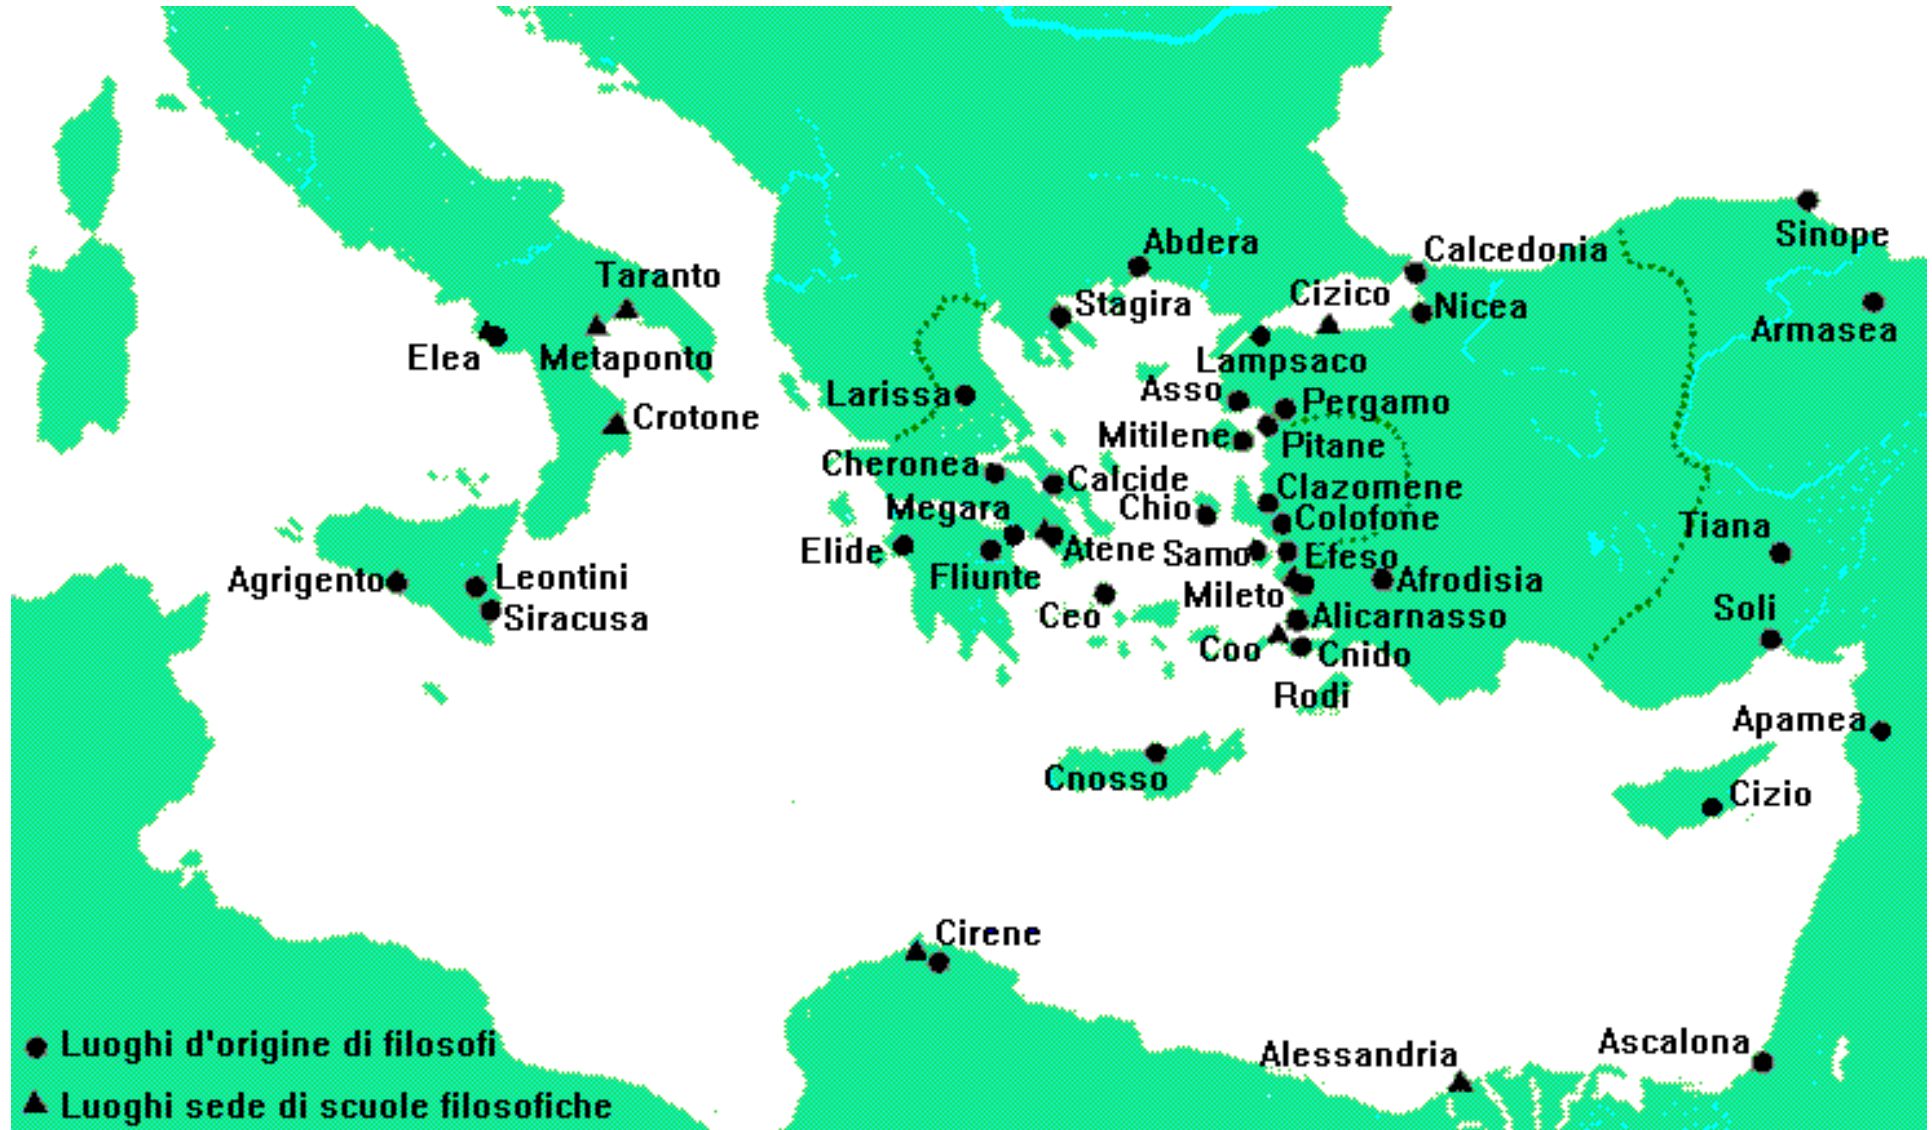 Sinope
Abdera
Calcedonia
Taranto
Cizico
Stagira
Nicea
Armasea
Elea
Metaponto
Lampsaco
Asso
Larissa
Pergamo
Crotone
Mitilene
Pitane
Cheronea
Calcide
Clazomene
Megara
Chio
Colofone
Tiana
Elide
Atene
Samo
Efeso
Agrigento
Leontini
Fliunte
Afrodisia
Mileto
Siracusa
Ceo
Alicarnasso
Soli
Coo
Cnido
Rodi
Apamea
Cnosso
Cizio
Cirene
Luoghi d'origine di filosofi
Alessandria
Ascalona
Luoghi sede di scuole filosofiche